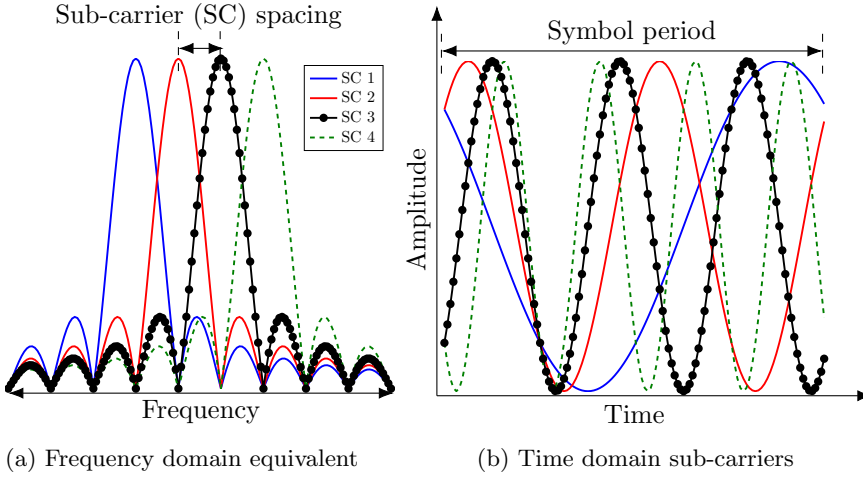 Sub-carrier (SC) spacing
SC 1
SC 2
SC 3
SC 4
Frequency
(a) Frequency domain equivalent
Amplitude
Symbol period
Time
(b) Time domain sub-carriers